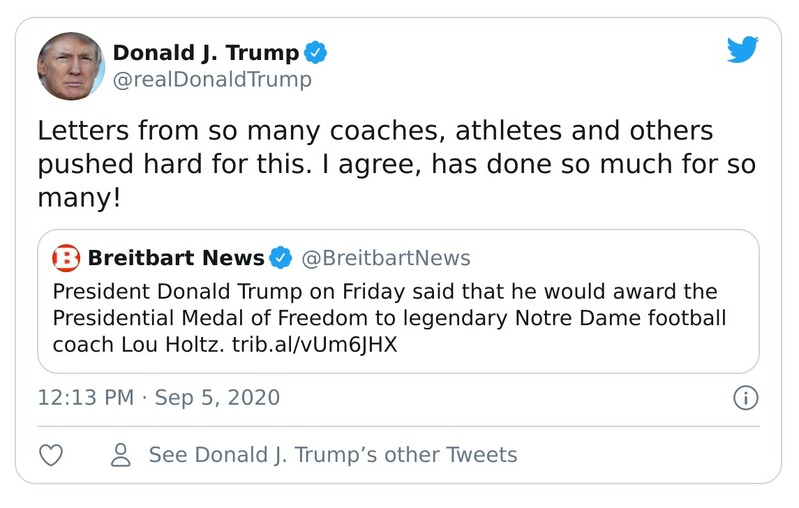 Donald J. Trump
@realDonaldTrump
Letters from so many coaches, athletes and others
pushed hard for this. I agree, has done so much for so
many!
B Breitbart News @BreitbartNews
President Donald Trump on Friday said that he would award the
Presidential Medal of Freedom to legendary Notre Dame football
coach Lou Holtz. trib.al/vUm6JHX
12:13 PM · Sep 5, 2020
See Donald J. Trump’s other Tweets